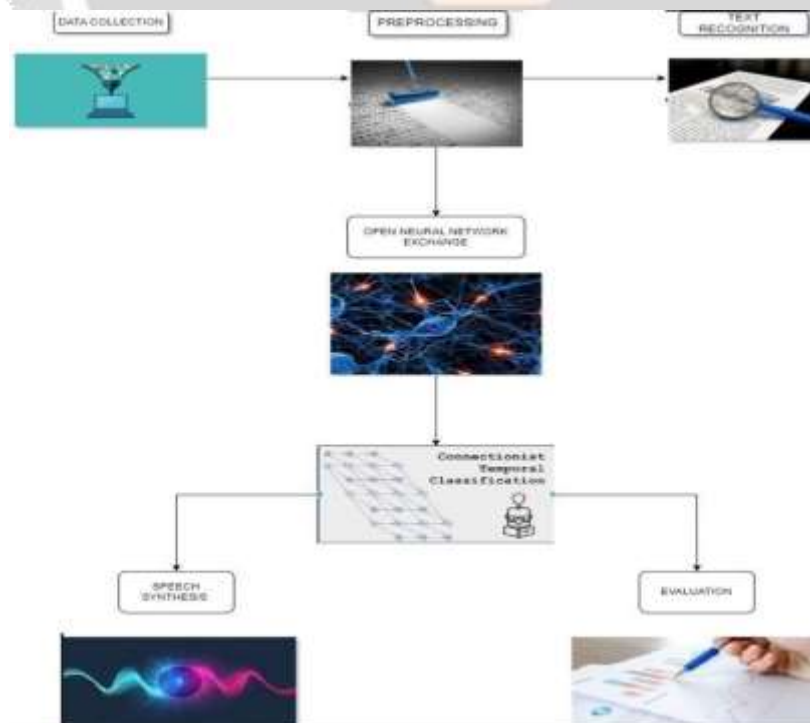 DATA COLLECTION
PREPROCESSING
TEXT
RECOGNITION
OPEN NEURAL NETWORK
EXCHANGE
Connectionist
Temporal
Classification
SPEECH
SYNTHESIS
EVALUATION